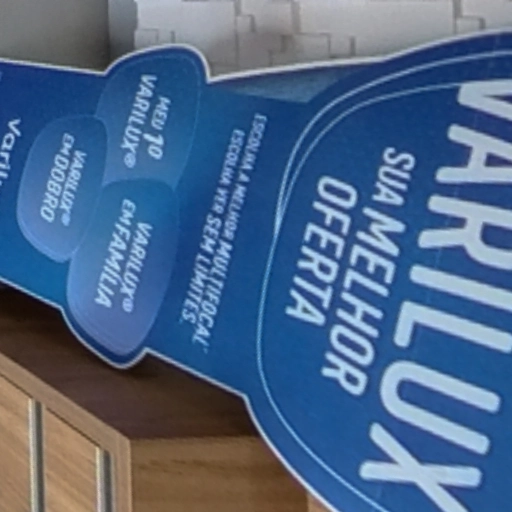 VARILUX
SUA MELHOR
OFERTA
ESCOLHA A MELHOR MULTIFOCAL
ESCOLHA VER SEM LIMITES.
MEU 1º
VARILUX®
VARILUX®
EM FAMÍLIA
VARILUX®
EM DOBRO
Varil